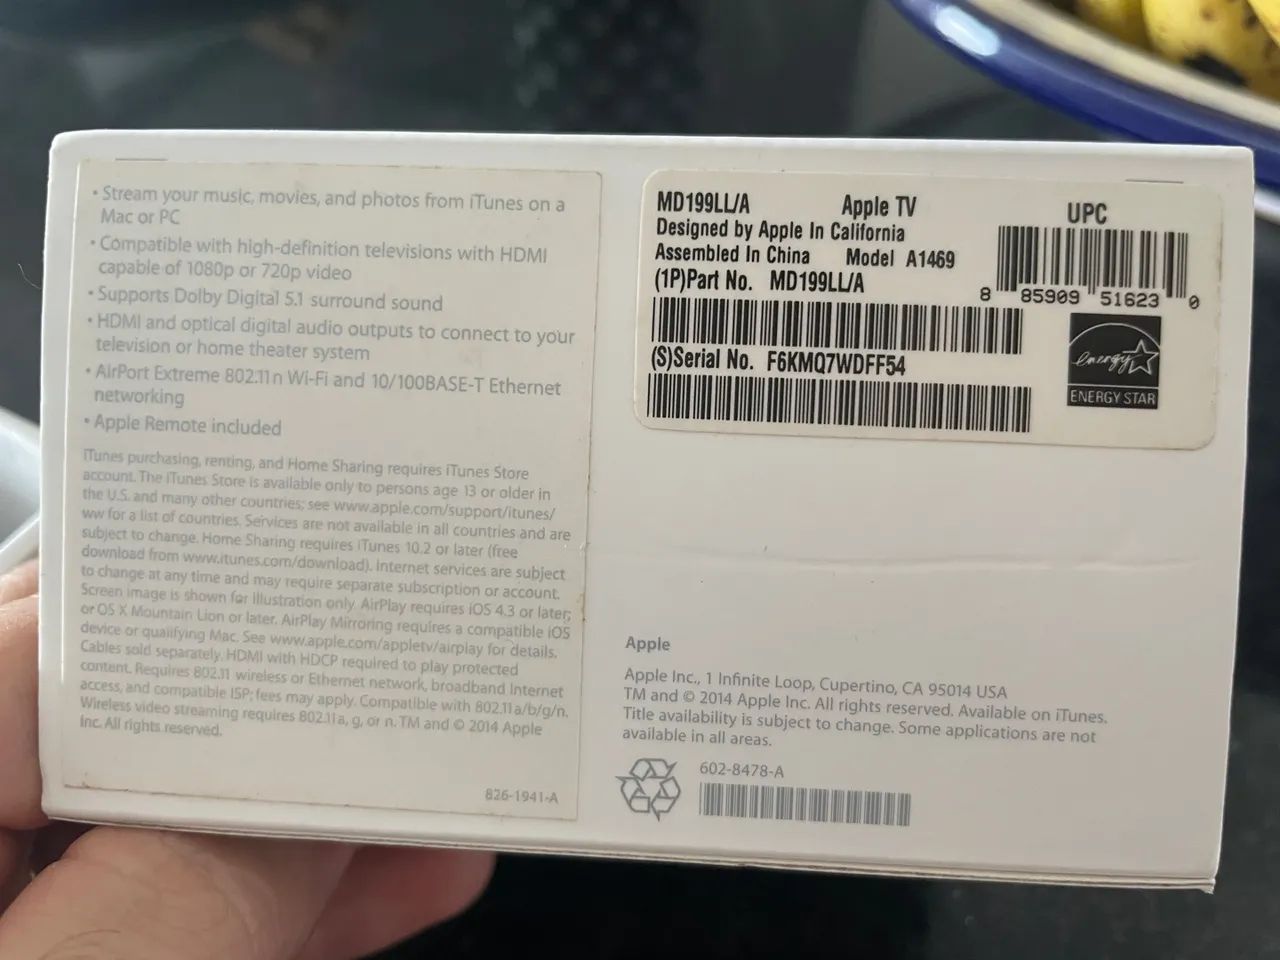 • Stream your music, movies, and photos from iTunes on a
Mac or PC
• Compatible with high-definition televisions with HDMI
capable of 1080p or 720p video
• Supports Dolby Digital 5.1 surround sound
• HDMI and optical digital audio outputs to connect to your
television or home theater system
• AirPort Extreme 802.11n Wi-Fi and 10/100BASE-T Ethernet
networking
• Apple Remote included
iTunes purchasing, renting, and Home Sharing requires iTunes Store
account. The iTunes Store is available only to persons age 13 or older in
the U.S. and many other countries; see www.apple.com/support/itunes/
ww for a list of countries. Services are not available in all countries and are
subject to change. Home Sharing requires iTunes 10.2 or later (free
download from www.itunes.com/download). Internet services are subject
to change at any time and may require separate subscription or account.
Screen image is shown for illustration only. AirPlay requires iOS 4.3 or later;
or OS X Mountain Lion or later. AirPlay Mirroring requires a compatible iOS
device or qualifying Mac. See www.apple.com/appletv/airplay for details.
Cables sold separately. HDMI with HDCP required to play protected
content. Requires 802.11 wireless or Ethernet network, broadband Internet
access, and compatible ISP; fees may apply. Compatible with 802.11a/b/g/n.
Wireless video streaming requires 802.11a, g, or n. TM and © 2014 Apple
Inc. All rights reserved.
826-1941-A
MD199LL/A Apple TV
Designed by Apple In California
Assembled In China Model A1469
(1P)Part No. MD199LL/A
(S)Serial No. F6KMQ7WDFF54
UPC
8 85909 51623 0
energy
ENERGY STAR
Apple
Apple Inc., 1 Infinite Loop, Cupertino, CA 95014 USA
TM and © 2014 Apple Inc. All rights reserved. Available on iTunes.
Title availability is subject to change. Some applications are not
available in all areas.
602-8478-A